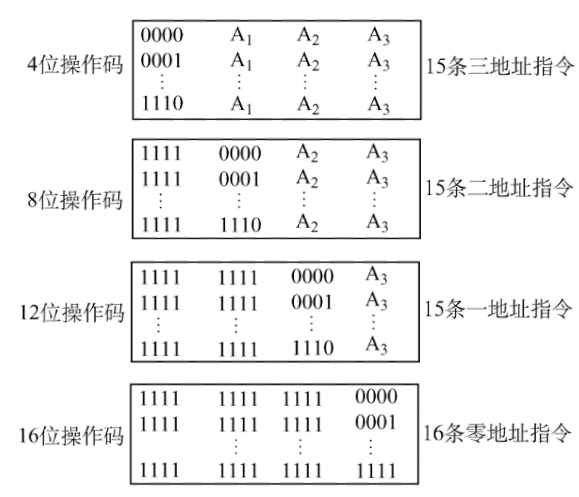 0000 A₁ A₂ A₃
4位操作码 0001 A₁ A₂ A₃ 15条三地址指令
⋮ ⋮ ⋮ ⋮
1110 A₁ A₂ A₃
1111 0000 A₂ A₃
1111 0001 A₂ A₃ 15条二地址指令
8位操作码 ⋮ ⋮ ⋮ ⋮
1111 1110 A₂ A₃
1111 1111 0000 A₃
1111 1111 0001 A₃ 15条一地址指令
12位操作码 ⋮ ⋮ ⋮ ⋮
1111 1111 1110 A₃
1111 1111 1111 0000
1111 1111 1111 0001
16位操作码 ⋮ ⋮ ⋮ 16条零地址指令
1111 1111 1111 1111